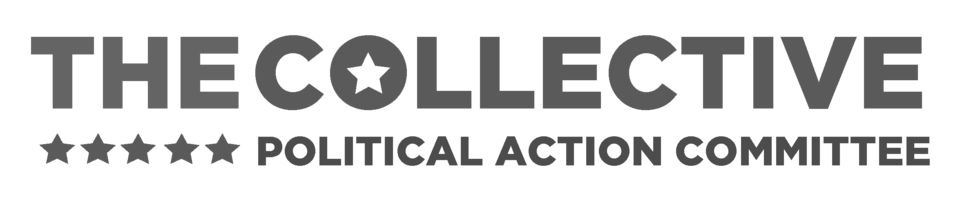 THE COLLECTIVE
POLITICAL ACTION COMMITTEE